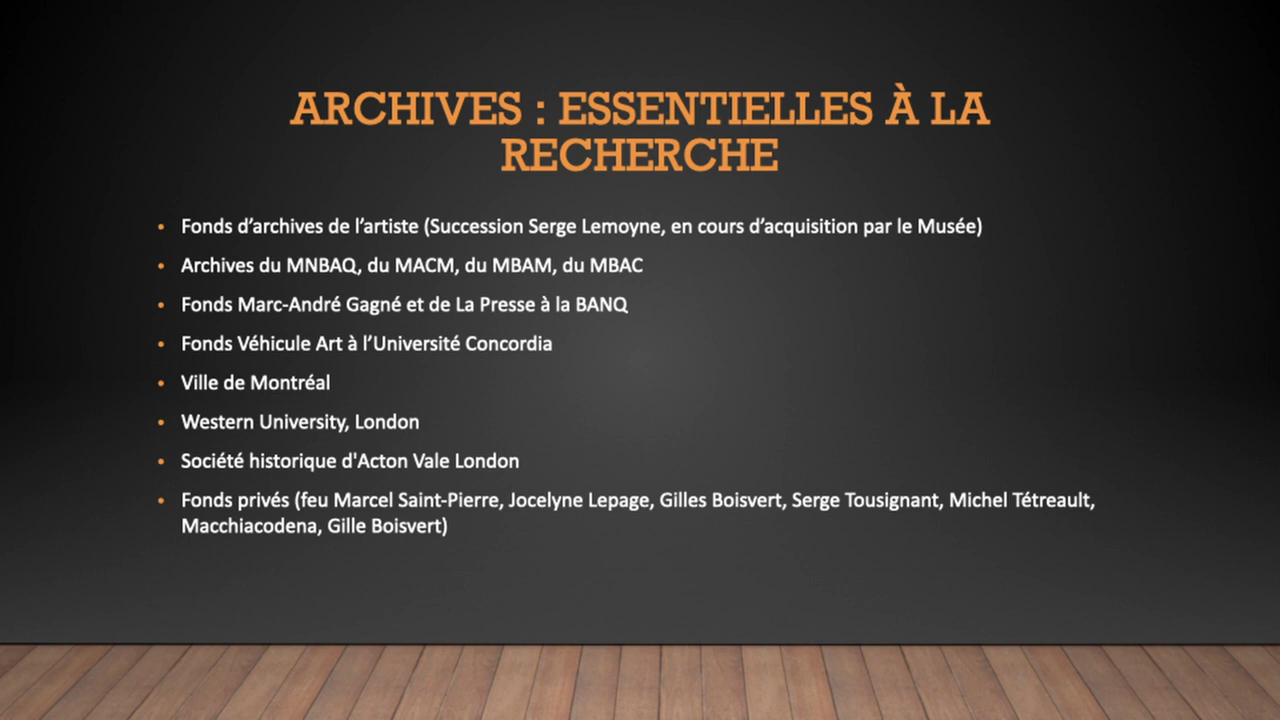 ARCHIVES : ESSENTIELLES À LA
RECHERCHE
• Fonds d’archives de l’artiste (Succession Serge Lemoyne, en cours d’acquisition par le Musée)
• Archives du MNBAQ, du MACM, du MBAM, du MBAC
• Fonds Marc-André Gagné et de La Presse à la BANQ
• Fonds Véhicule Art à l’Université Concordia
• Ville de Montréal
• Western University, London
• Société historique d'Acton Vale London
• Fonds privés (feu Marcel Saint-Pierre, Jocelyne Lepage, Gilles Boisvert, Serge Tousignant, Michel Tétreault,
Macchiacodena, Gille Boisvert)